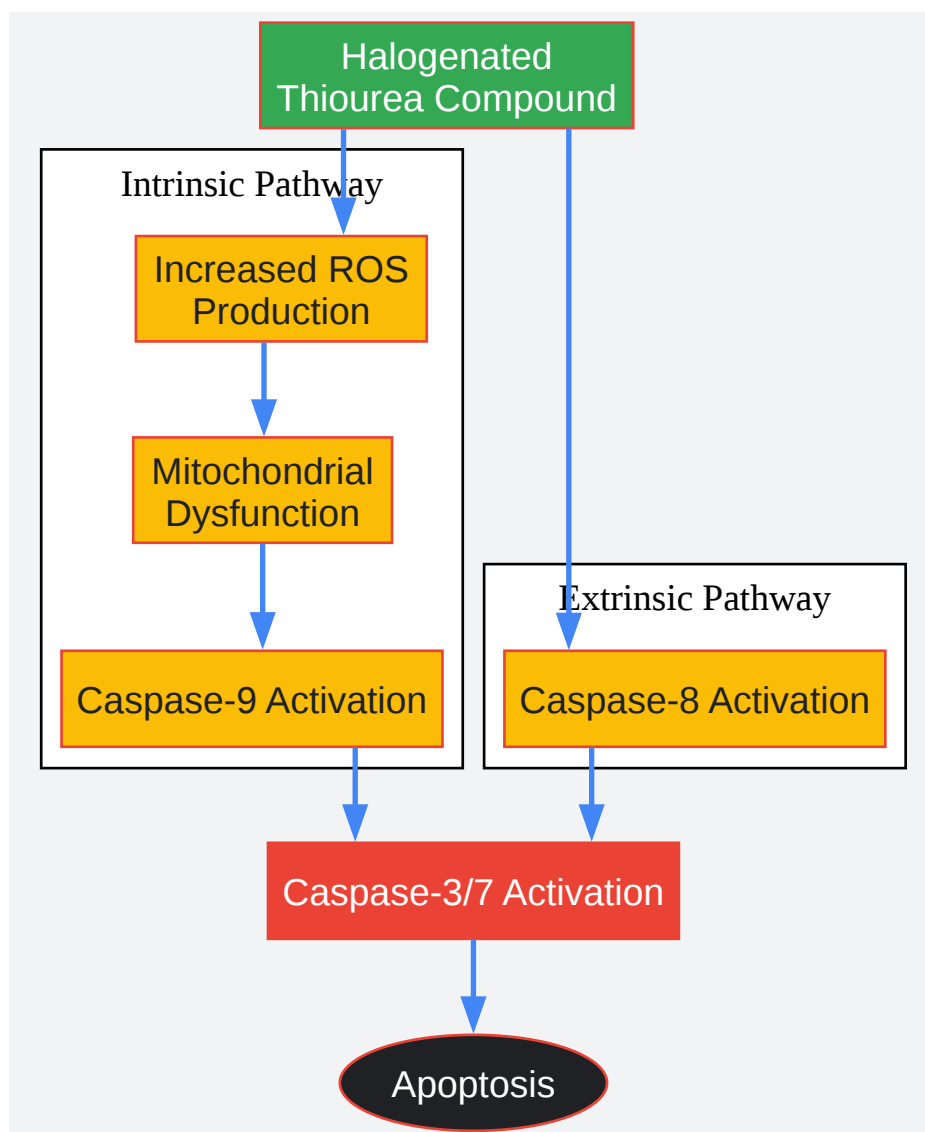 Halogenated
Thiourea Compound
Intrinsic Pathway
Increased ROS
Production
Mitochondrial
Dysfunction
Caspase-9 Activation
Extrinsic Pathway
Caspase-8 Activation
Caspase-3/7 Activation
Apoptosis